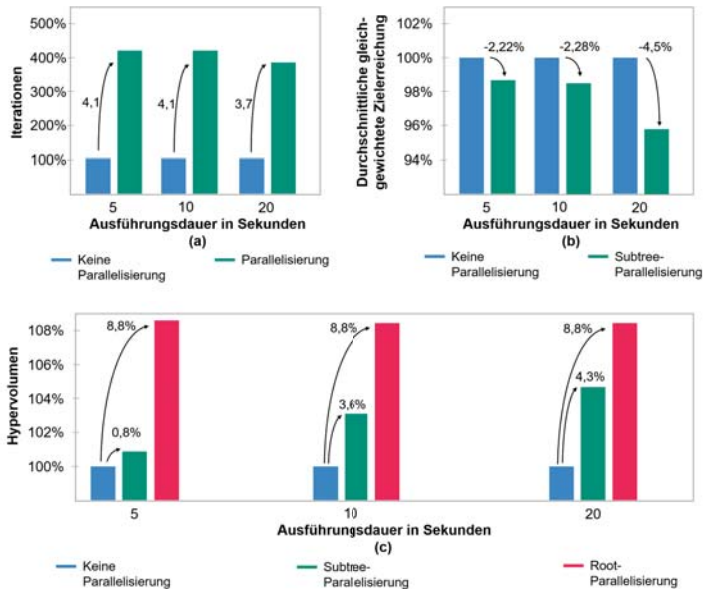 500%
400%
300%
200%
100%
Iterationen
4,1
4,1
3,7
5
10
20
Ausführungsdauer in Sekunden
(a)
Keine
Parallelisierung
Parallelisierung
102%
100%
98%
96%
94%
Durchschnittliche gleich-
gewichtete Zielerreichung
-2,22%
-2,28%
-4,5%
5
10
20
Ausführungsdauer in Sekunden
(b)
Keine
Parallelisierung
Subtree-
Parallelisierung
108%
106%
104%
102%
100%
Hypervolumen
8,8%
0,8%
8,8%
3,6%
8,8%
4,3%
5
10
20
Ausführungsdauer in Sekunden
(c)
Keine
Parallelisierung
Subtree-
Paralelisierung
Root-
Parallelisierung